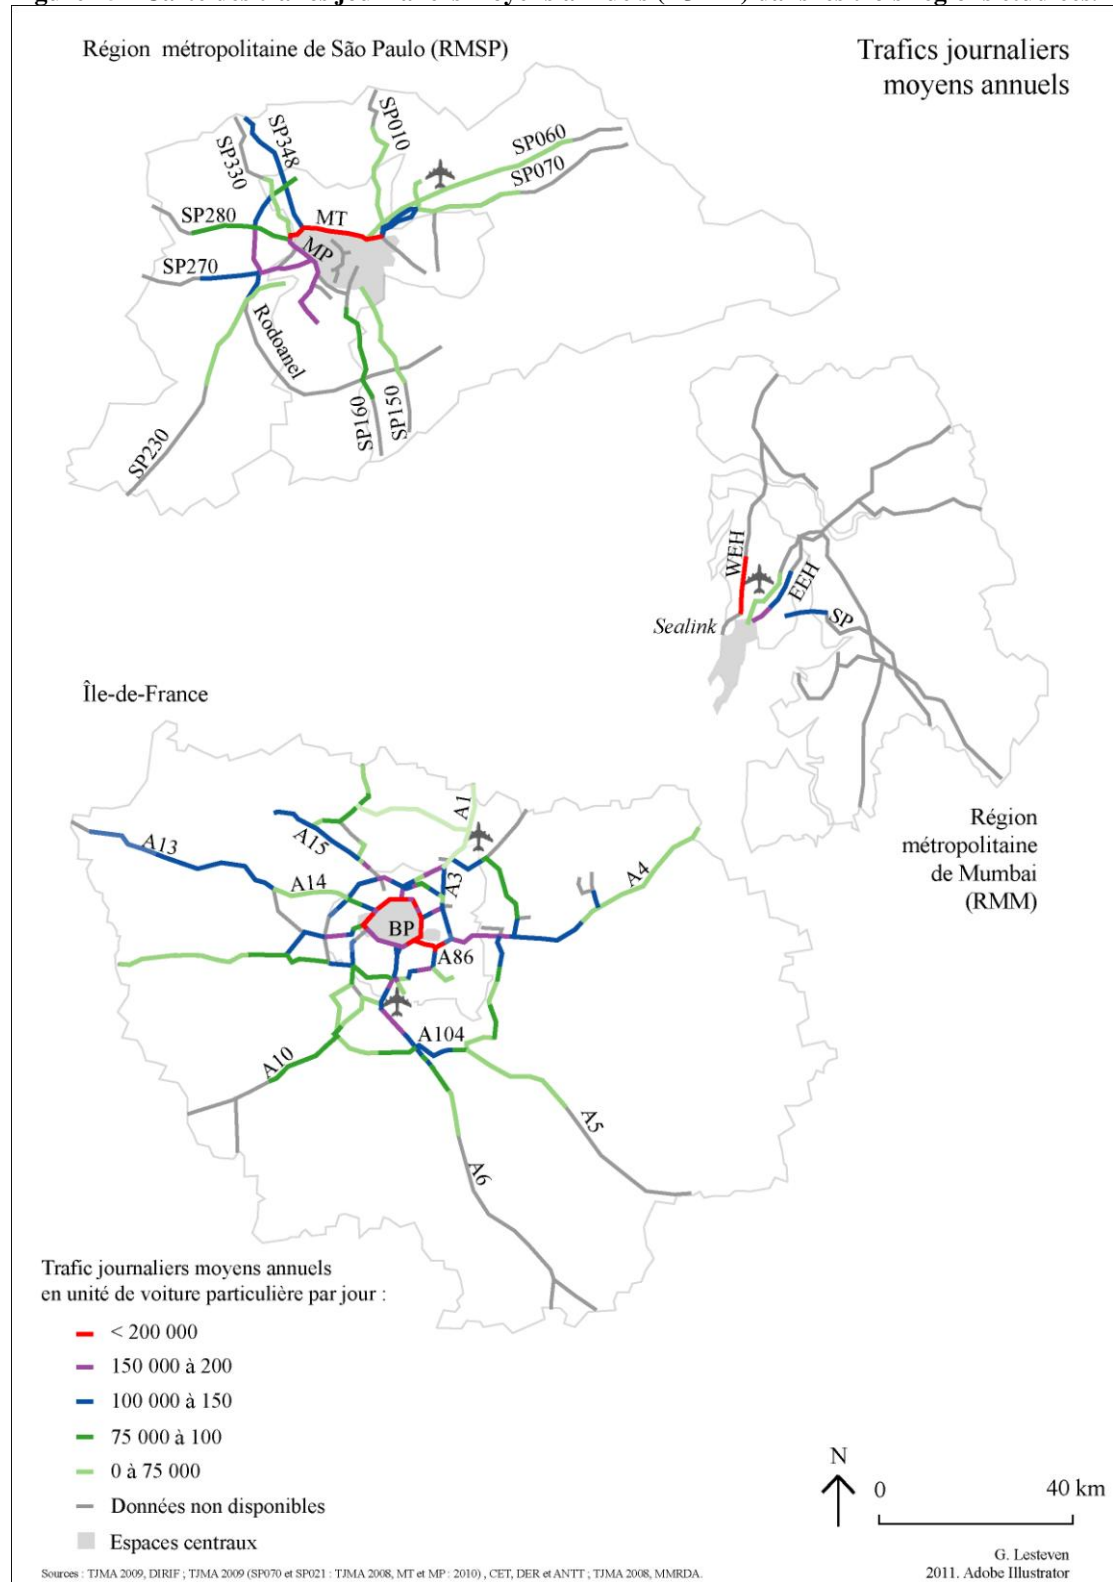 Région métropolitaine de São Paulo (RMSP)
Trafics journaliers
moyens annuels
SP010
SP348
SP330
SP060
SP070
SP280
MT
MP
SP270
Rodoanel
SP160
SP150
SP230
WEH
EEH
SP
Sealink
Île-de-France
Région
métropolitaine
de Mumbai
(RMM)
A1
A13
A15
A14
A3
A4
BP
A86
A104
A10
A5
A6
Trafic journaliers moyens annuels
en unité de voiture particulière par jour :
< 200 000
150 000 à 200
100 000 à 150
75 000 à 100
0 à 75 000
Données non disponibles
Espaces centraux
N
0 40 km
G. Lesteven
2011. Adobe Illustrator
Sources : TJMA 2009, DIRIF ; TJMA 2009 (SP070 et SP021 : TJMA 2008, MT et MP : 2010) , CET, DER et ANTT ; TJMA 2008, MMRDA.